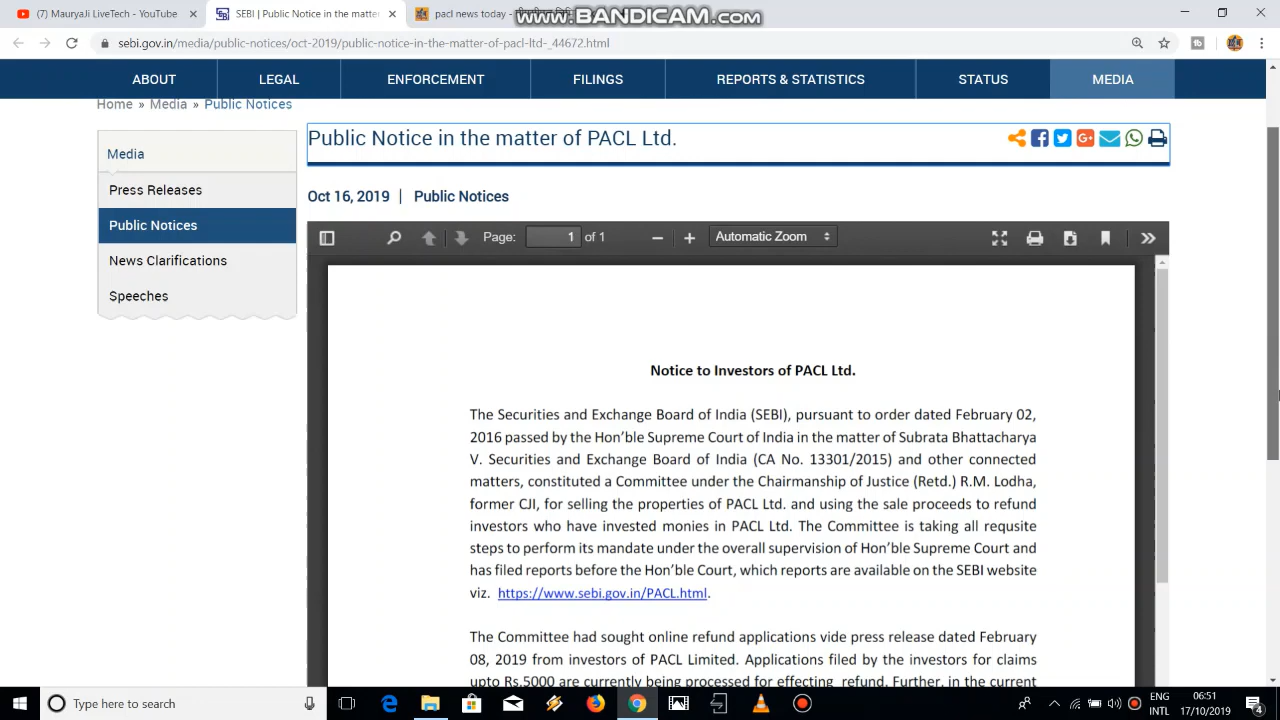 Mauryaji LiveTech - YouTube
SEBI | Public Notice in the matter
pacl news today -
www.BANDICAM.com
sebi.gov.in/media/public-notices/oct-2019/public-notice-in-the-matter-of-pacl-ltd-_44672.html
ABOUT LEGAL ENFORCEMENT FILINGS REPORTS & STATISTICS STATUS MEDIA
Home » Media » Public Notices
Media
Press Releases
Public Notices
News Clarifications
Speeches
Public Notice in the matter of PACL Ltd.
Oct 16, 2019 | Public Notices
Page: 1 of 1 Automatic Zoom
Notice to Investors of PACL Ltd.
The Securities and Exchange Board of India (SEBI), pursuant to order dated February 02,
2016 passed by the Hon'ble Supreme Court of India in the matter of Subrata Bhattacharya
V. Securities and Exchange Board of India (CA No. 13301/2015) and other connected
matters, constituted a Committee under the Chairmanship of Justice (Retd.) R.M. Lodha,
former CJI, for selling the properties of PACL Ltd. and using the sale proceeds to refund
investors who have invested monies in PACL Ltd. The Committee is taking all requsite
steps to perform its mandate under the overall supervision of Hon'ble Supreme Court and
has filed reports before the Hon'ble Court, which reports are available on the SEBI website
viz. https://www.sebi.gov.in/PACL.html.
The Committee had sought online refund applications vide press release dated February
08, 2019 from investors of PACL Limited. Applications filed by the investors for claims
upto Rs.5000 are currently being processed for effecting refund. Further, in the current
Type here to search
ENG
INTL
06:51
17/10/2019
4